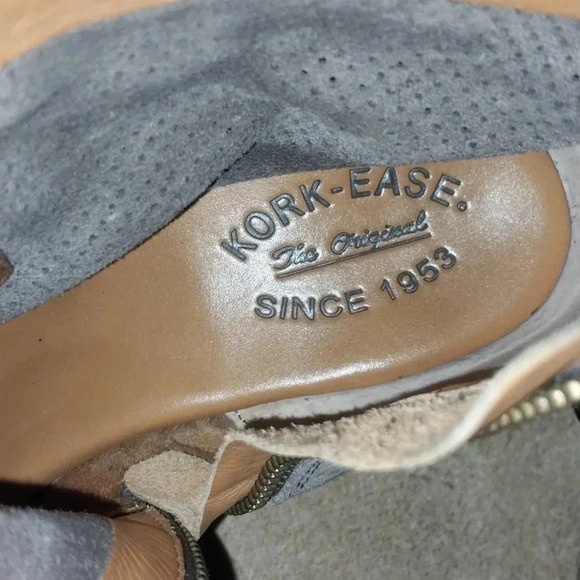 KORK-EASE®
The Original
SINCE 1953